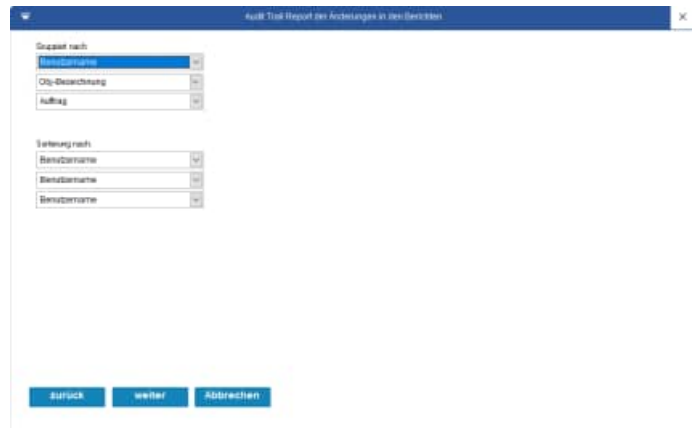 Audit Trail Report der Änderungen in den Berichten
Gruppiert nach:
Benutzername
Obj-Bezeichnung
Auftrag
Sortierung nach:
Benutzername
Benutzername
Benutzername
zurück weiter Abbrechen